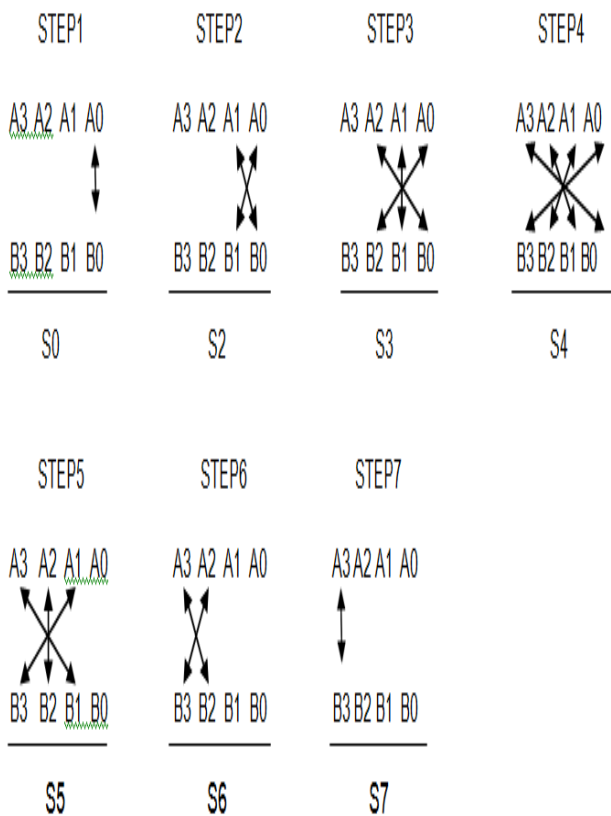 STEP1 STEP2 STEP3 STEP4
A3 A2 A1 A0 A3 A2 A1 A0 A3 A2 A1 A0 A3 A2 A1 A0
B3 B2 B1 B0 B3 B2 B1 B0 B3 B2 B1 B0 B3 B2 B1 B0
S0 S2 S3 S4
STEP5 STEP6 STEP7
A3 A2 A1 A0 A3 A2 A1 A0 A3 A2 A1 A0
B3 B2 B1 B0 B3 B2 B1 B0 B3 B2 B1 B0
S5 S6 S7